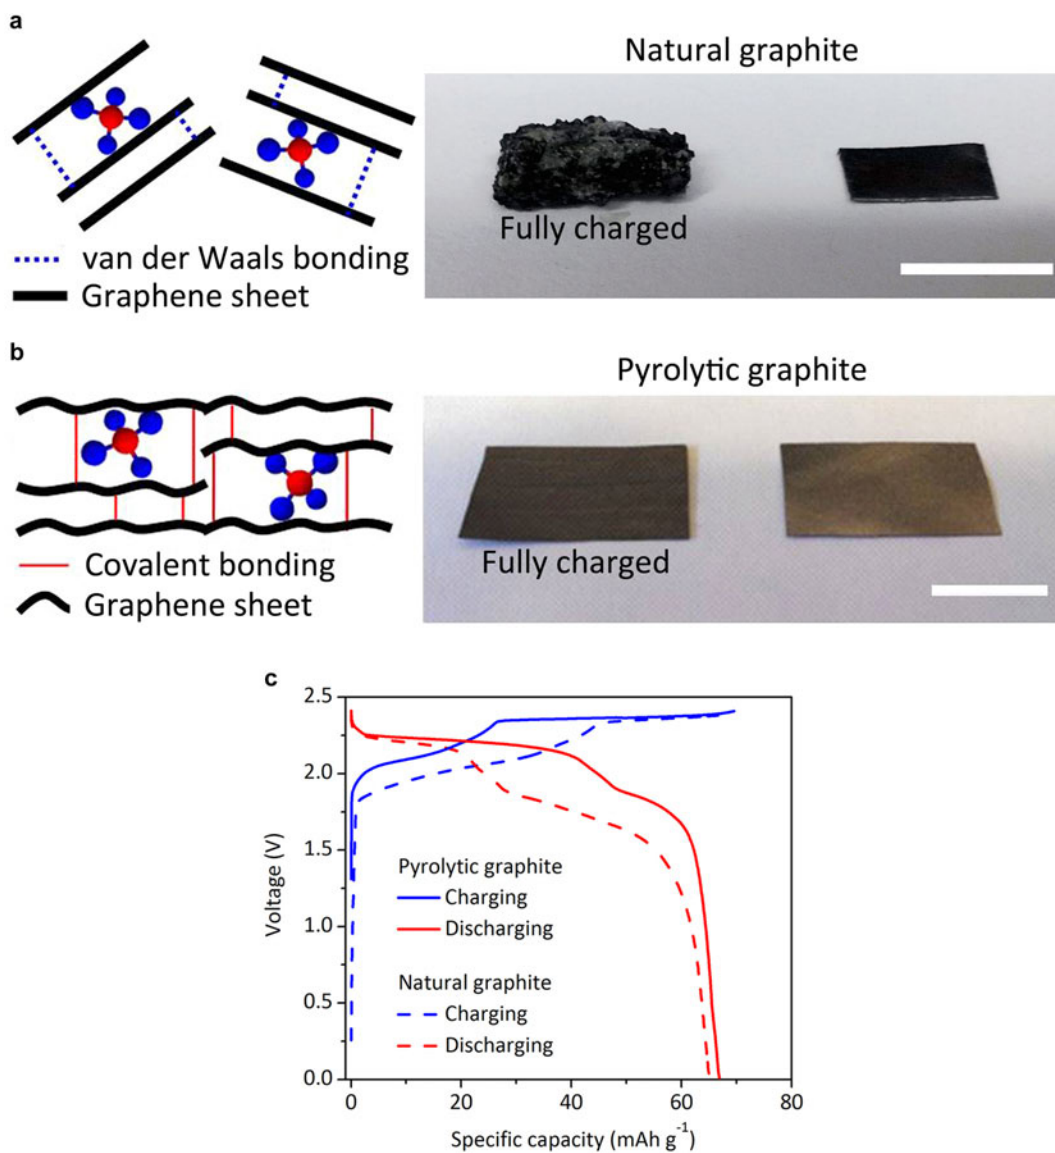 a
Natural graphite
Fully charged
van der Waals bonding
Graphene sheet
b
Pyrolytic graphite
Fully charged
Covalent bonding
Graphene sheet
c
2.5
2.0
1.5
1.0
0.5
0.0
Voltage (V)
Pyrolytic graphite
Charging
Discharging
Natural graphite
Charging
Discharging
0 20 40 60 80
Specific capacity (mAh g⁻¹)